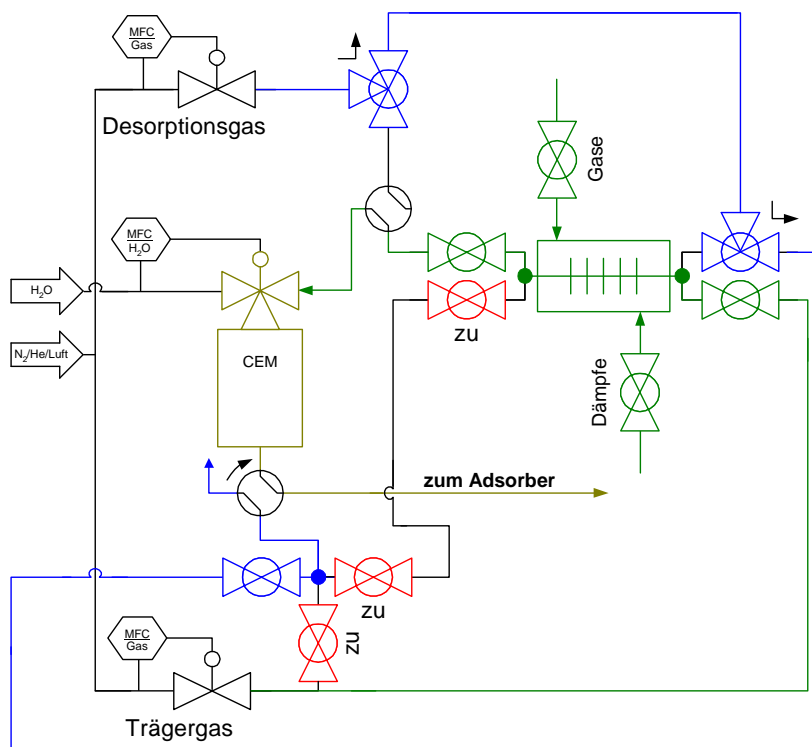 MFC
Gas
Desorptionsgas
Gase
MFC
H₂O
H₂O
zu
N₂/He/Luft
CEM
Dämpfe
zum Adsorber
zu
zu
MFC
Gas
Trägergas